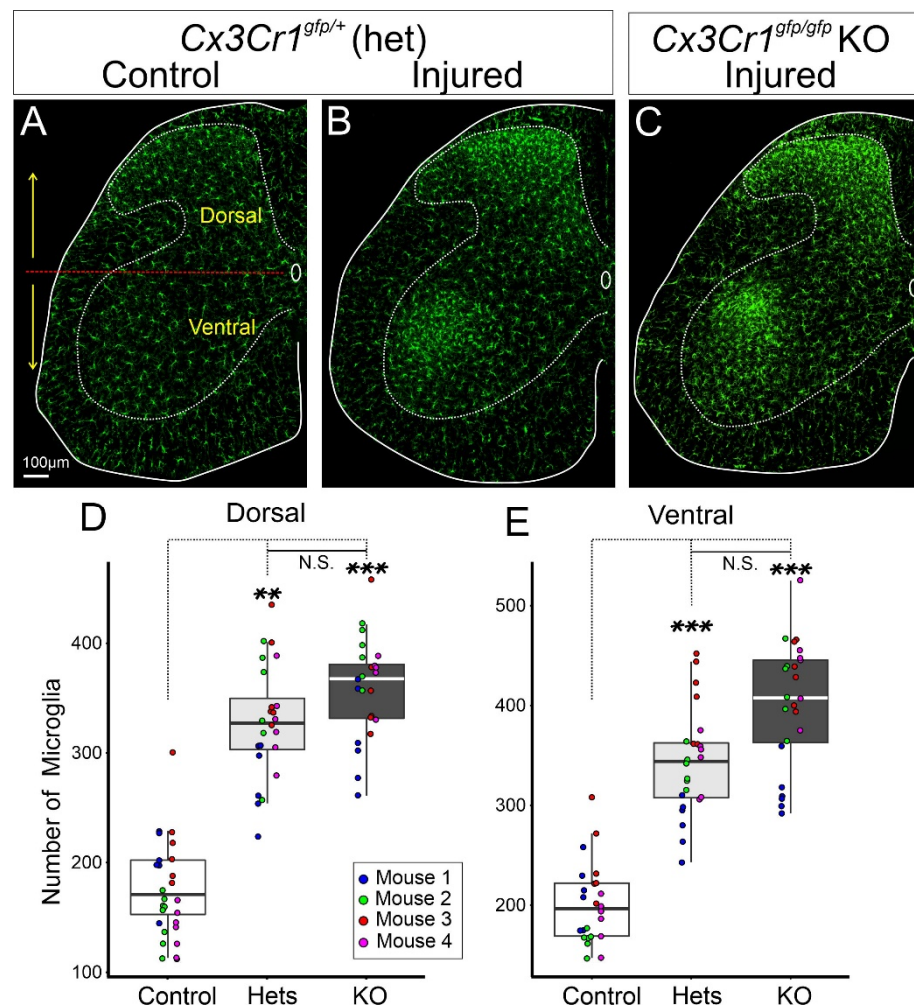 Cx3Cr1gfp/+ (het)
Control
Injured
Cx3Cr1gfp/gfp KO
Injured
A
B
C
Dorsal
Ventral
100µm
D
Dorsal
N.S.
**
***
Number of Microglia
400
300
200
100
Mouse 1
Mouse 2
Mouse 3
Mouse 4
Control
Hets
KO
E
Ventral
N.S.
***
***
500
400
300
200
Control
Hets
KO